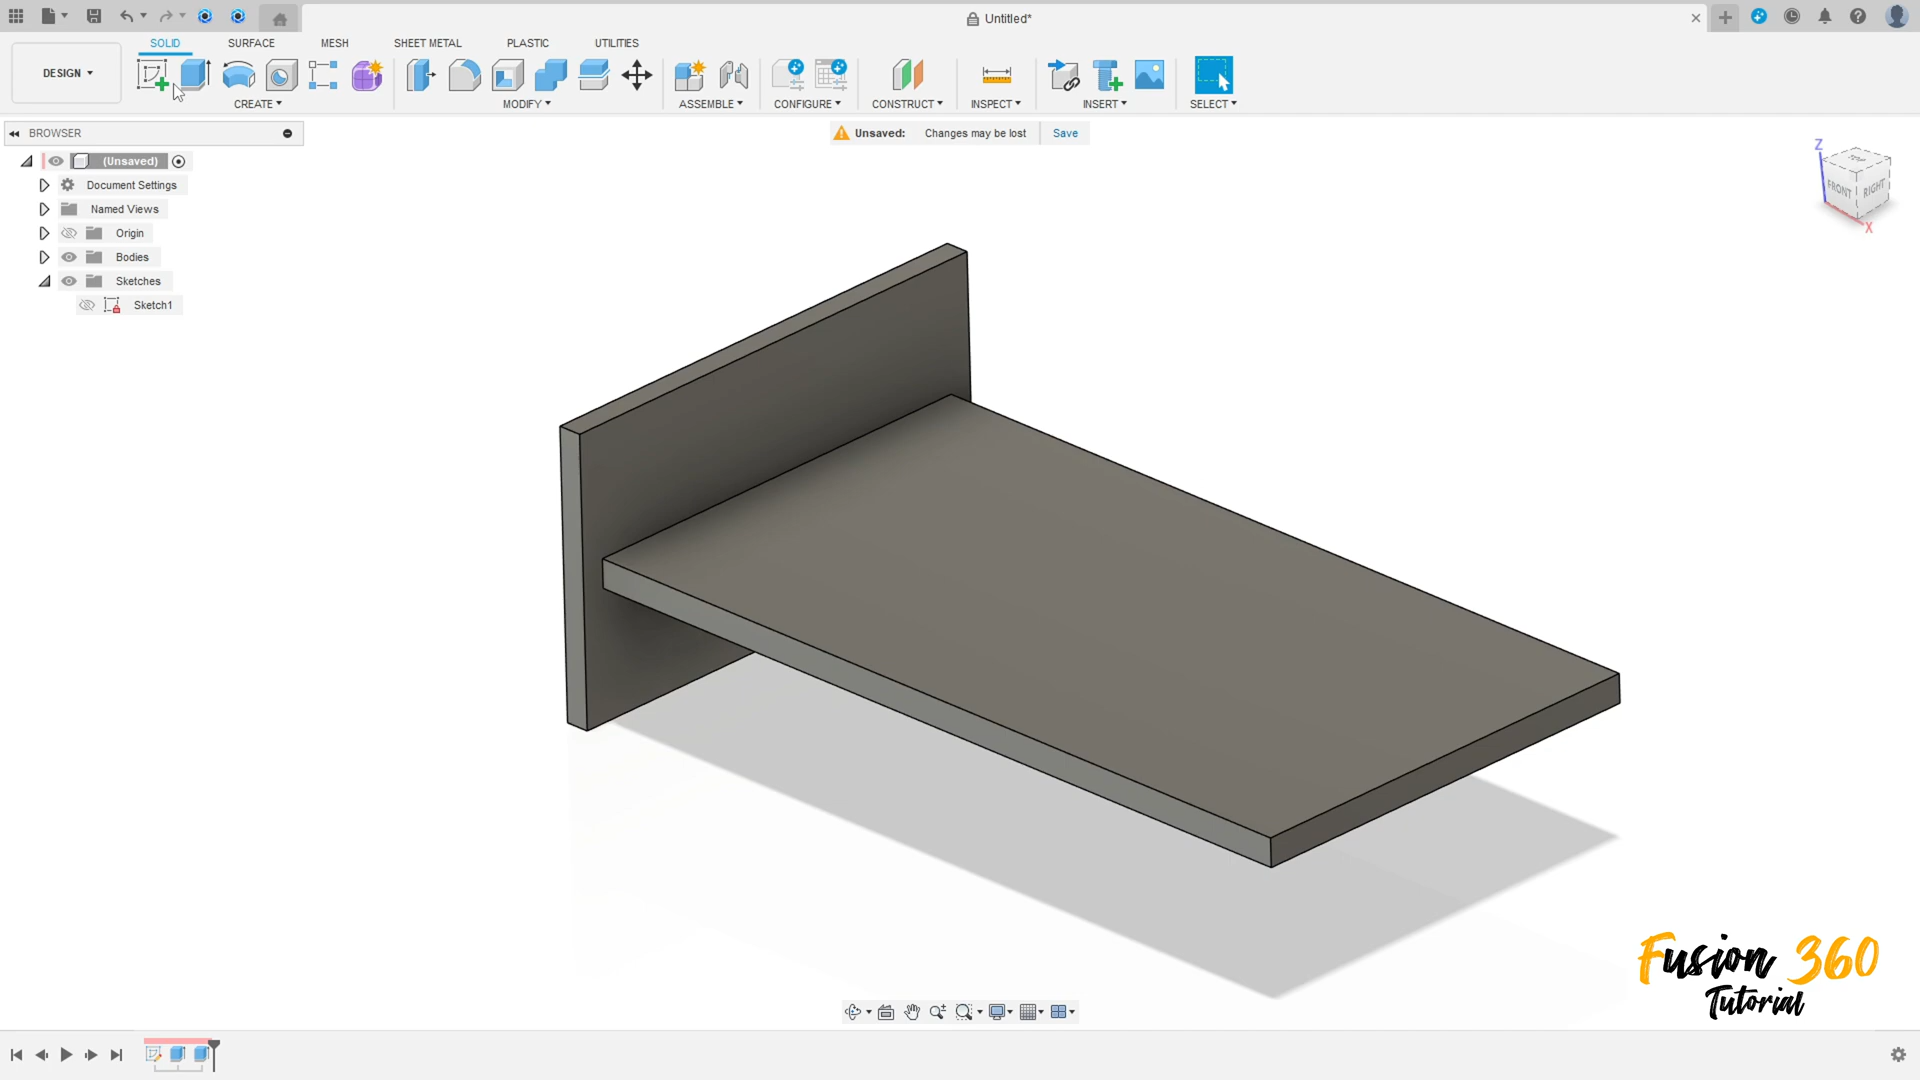 Untitled*
SOLID
SURFACE
MESH
SHEET METAL
PLASTIC
UTILITIES
DESIGN
CREATE
MODIFY
ASSEMBLE
CONFIGURE
CONSTRUCT
INSPECT
INSERT
SELECT
BROWSER
Unsaved: Changes may be lost Save
(Unsaved)
Document Settings
Named Views
Origin
Bodies
Sketches
Sketch1
Z
TOP
FRONT
RIGHT
X
Fusion 360
Tutorial